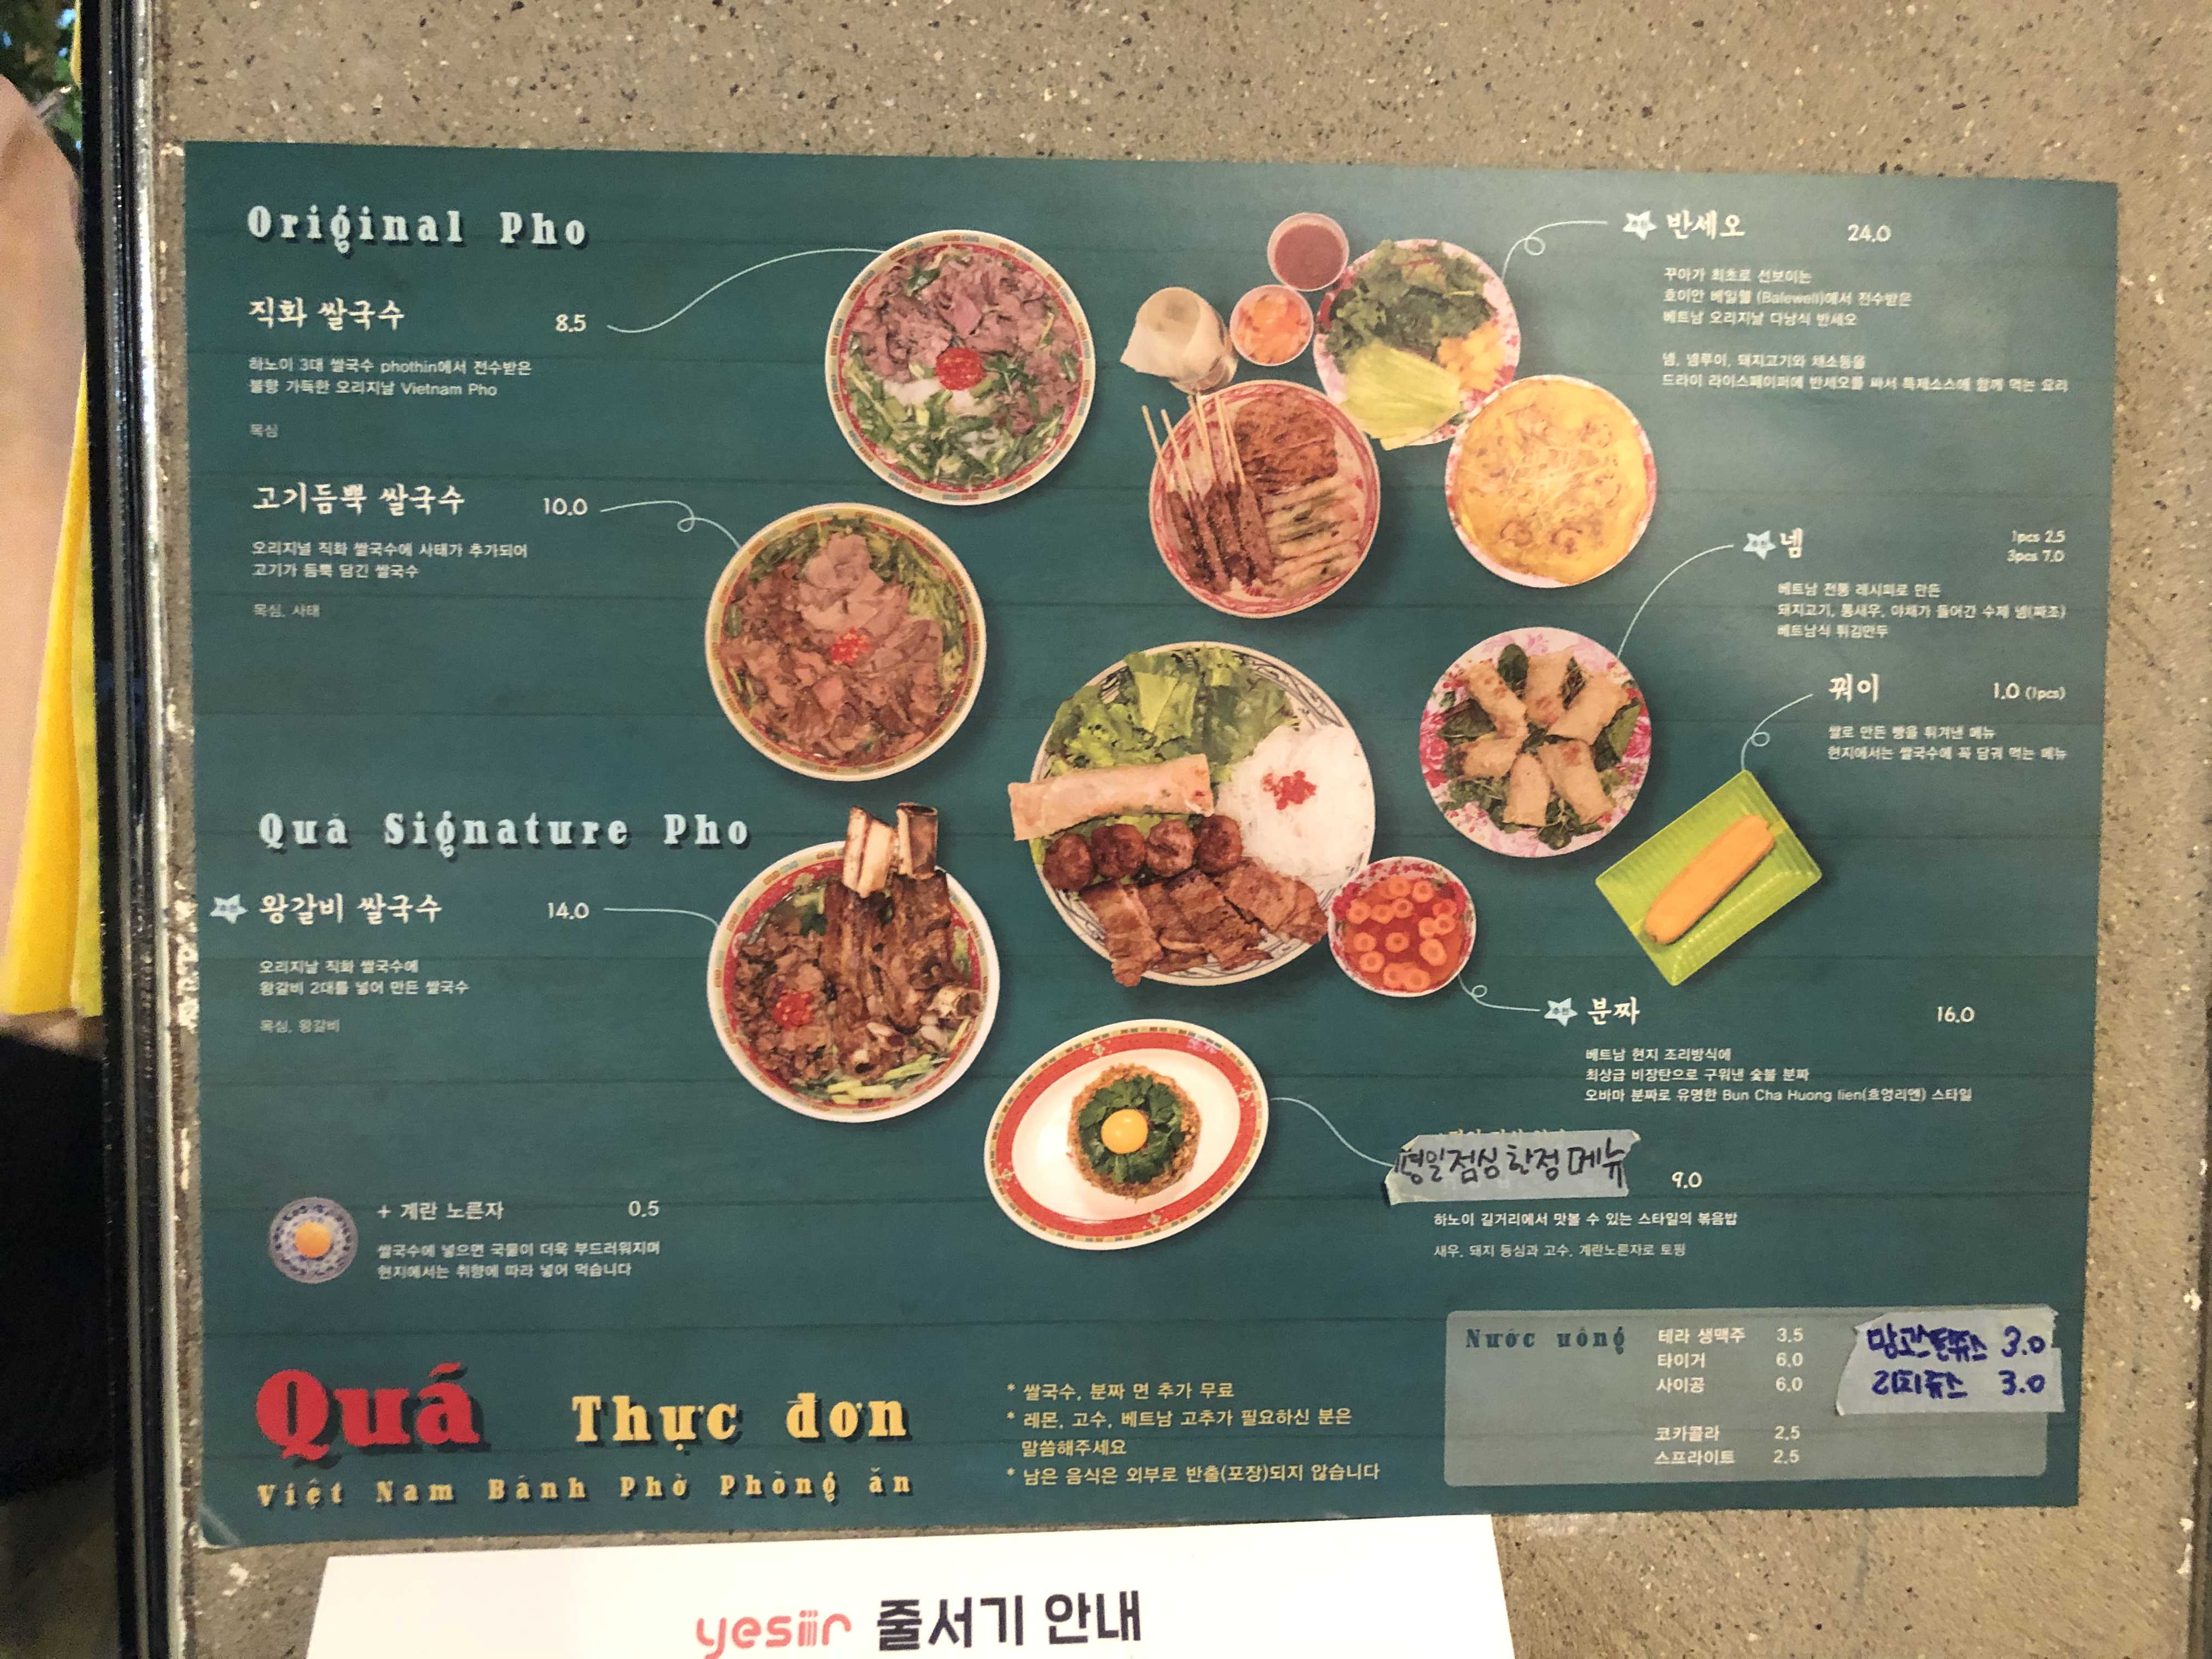 Original Pho
직화 쌀국수 8.5
하노이 3대 쌀국수 phothin에서 전수받은
불향 가득한 오리지날 Vietnam Pho
목심
고기듬뿍 쌀국수 10.0
오리지널 직화 쌀국수에 사태가 추가되어
고기가 듬뿍 담긴 쌀국수
목심, 사태
Quá Signature Pho
추천 왕갈비 쌀국수 14.0
오리지날 직화 쌀국수에
왕갈비 2대를 넣어 만든 쌀국수
목심, 왕갈비
+ 계란 노른자 0.5
쌀국수에 넣으면 국물이 더욱 부드러워지며
현지에서는 취향에 따라 넣어 먹습니다
추천 반세오 24.0
꾸아가 최초로 선보이는
호이안 베일웰 (Balewell)에서 전수받은
베트남 오리지날 다낭식 반세오
넴, 넴루이, 돼지고기와 채소등을
드라이 라이스페이퍼에 반세오를 싸서 특제소스에 함께 먹는 요리
추천 넴 1pcs 2.5
3pcs 7.0
베트남 전통 레시피로 만든
돼지고기, 통새우, 야채가 들어간 수제 넴(짜조)
베트남식 튀김만두
꿔이 1.0 (1pcs)
쌀로 만든 빵을 튀겨낸 메뉴
현지에서는 쌀국수에 꼭 담궈 먹는 메뉴
추천 분짜 16.0
베트남 현지 조리방식에
최상급 비장탄으로 구워낸 숯불 분짜
오바마 분짜로 유명한 Bun Cha Huong lien(흐엉리엔) 스타일
평일점심한정메뉴 9.0
하노이 길거리에서 맛볼 수 있는 스타일의 볶음밥
새우, 돼지 등심과 고수, 계란노른자로 토핑
Nước uống
테라 생맥주 3.5
타이거 6.0
사이공 6.0
코카콜라 2.5
스프라이트 2.5
망고스틴쥬스 3.0
리치쥬스 3.0
Quá Thực đơn
Việt Nam Bánh Phở Phòng ăn
* 쌀국수, 분짜 면 추가 무료
* 레몬, 고수, 베트남 고추가 필요하신 분은
말씀해주세요
* 남은 음식은 외부로 반출(포장)되지 않습니다
yesiir 줄서기 안내